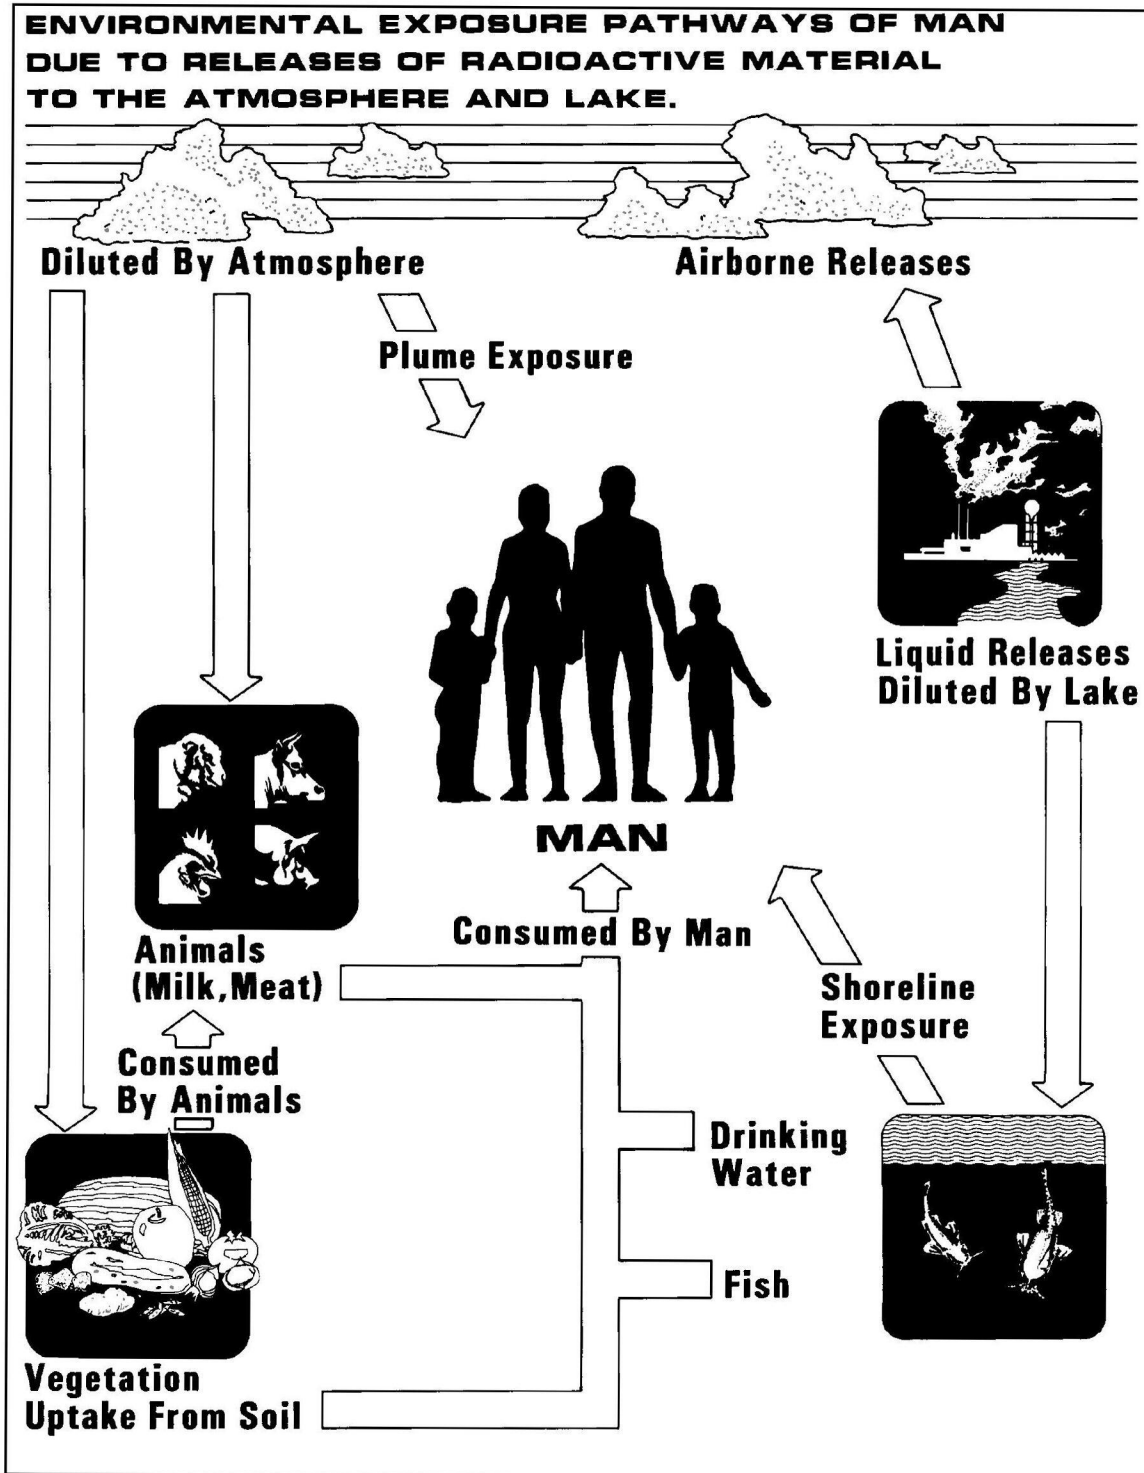 ENVIRONMENTAL EXPOSURE PATHWAYS OF MAN
DUE TO RELEASES OF RADIOACTIVE MATERIAL
TO THE ATMOSPHERE AND LAKE.
Diluted By Atmosphere
Airborne Releases
Plume Exposure
Liquid Releases
Diluted By Lake
MAN
Consumed By Man
Animals
(Milk,Meat)
Shoreline
Exposure
Consumed
By Animals
Drinking
Water
Fish
Vegetation
Uptake From Soil